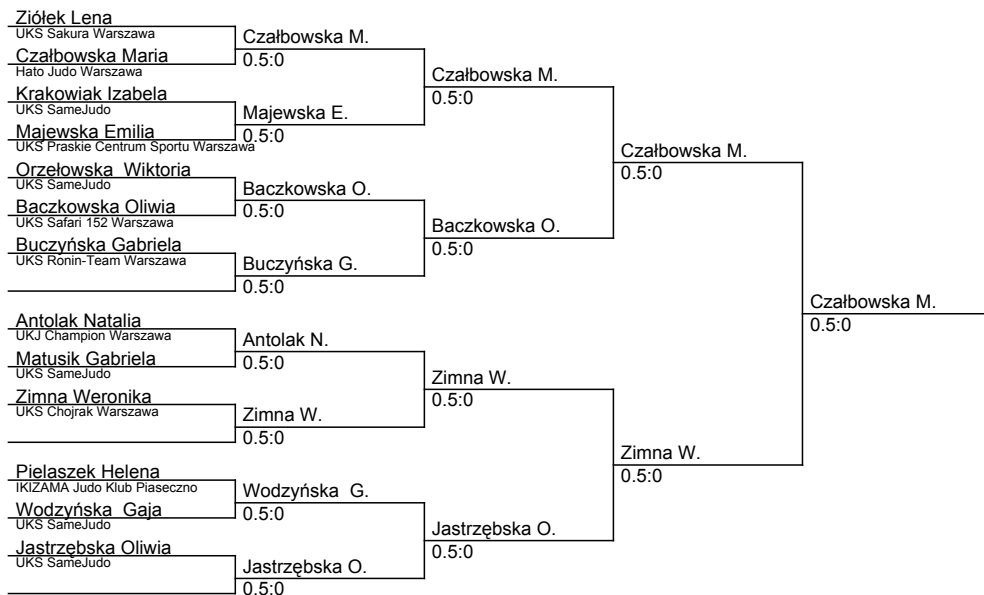 Ziółek Lena
UKS Sakura Warszawa
Czałbowska Maria
Hato Judo Warszawa
Krakowiak Izabela
UKS SameJudo
Majewska Emilia
UKS Praskie Centrum Sportu Warszawa
Orzełowska  Wiktoria
UKS SameJudo
Baczkowska Oliwia
UKS Safari 152 Warszawa
Buczyńska Gabriela
UKS Ronin-Team Warszawa
Antolak Natalia
UKJ Champion Warszawa
Matusik Gabriela
UKS SameJudo
Zimna Weronika
UKS Chojrak Warszawa
Pielaszek Helena
IKIZAMA Judo Klub Piaseczno
Wodzyńska  Gaja
UKS SameJudo
Jastrzębska Oliwia
UKS SameJudo
Czałbowska M.
0.5:0
Majewska E.
0.5:0
Baczkowska O.
0.5:0
Buczyńska G.
0.5:0
Antolak N.
0.5:0
Zimna W.
0.5:0
Wodzyńska  G.
0.5:0
Jastrzębska O.
0.5:0
Czałbowska M.
0.5:0
Baczkowska O.
0.5:0
Zimna W.
0.5:0
Jastrzębska O.
0.5:0
Czałbowska M.
0.5:0
Zimna W.
0.5:0
Czałbowska M.
0.5:0